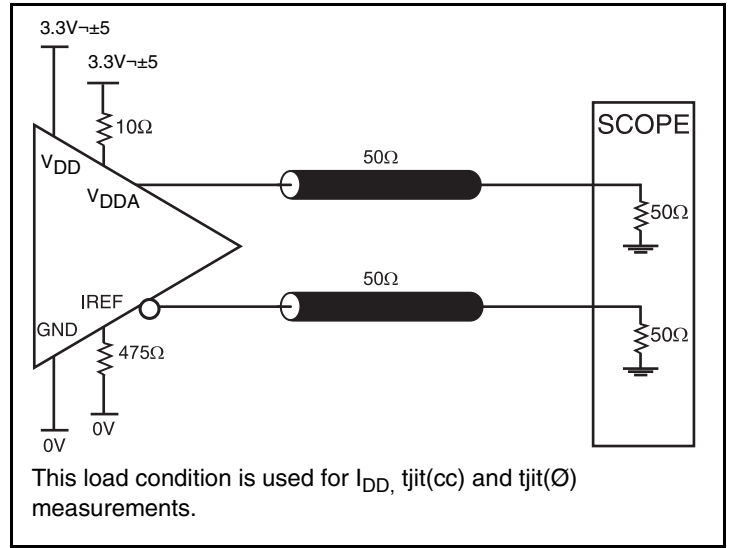 3.3V¬±5
3.3V¬±5
10Ω
VDD
VDDA
50Ω
SCOPE
50Ω
50Ω
IREF
GND
475Ω
50Ω
0V
0V
This load condition is used for IDD, tjit(cc) and tjit(Ø)
measurements.